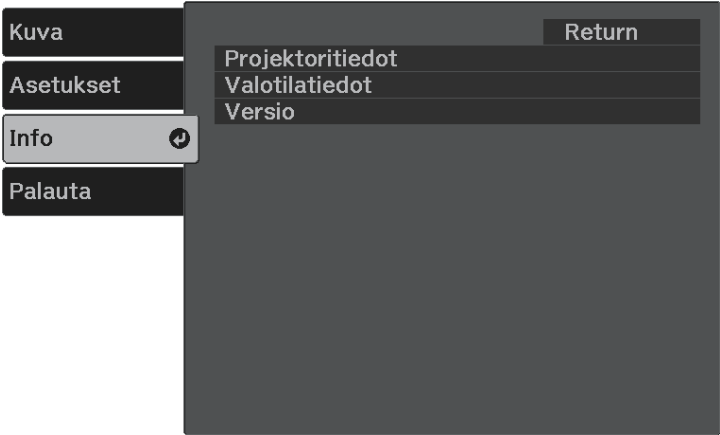 Kuva
Asetukset
Info
Palauta
Return
Projektoritiedot
Valotilatiedot
Versio